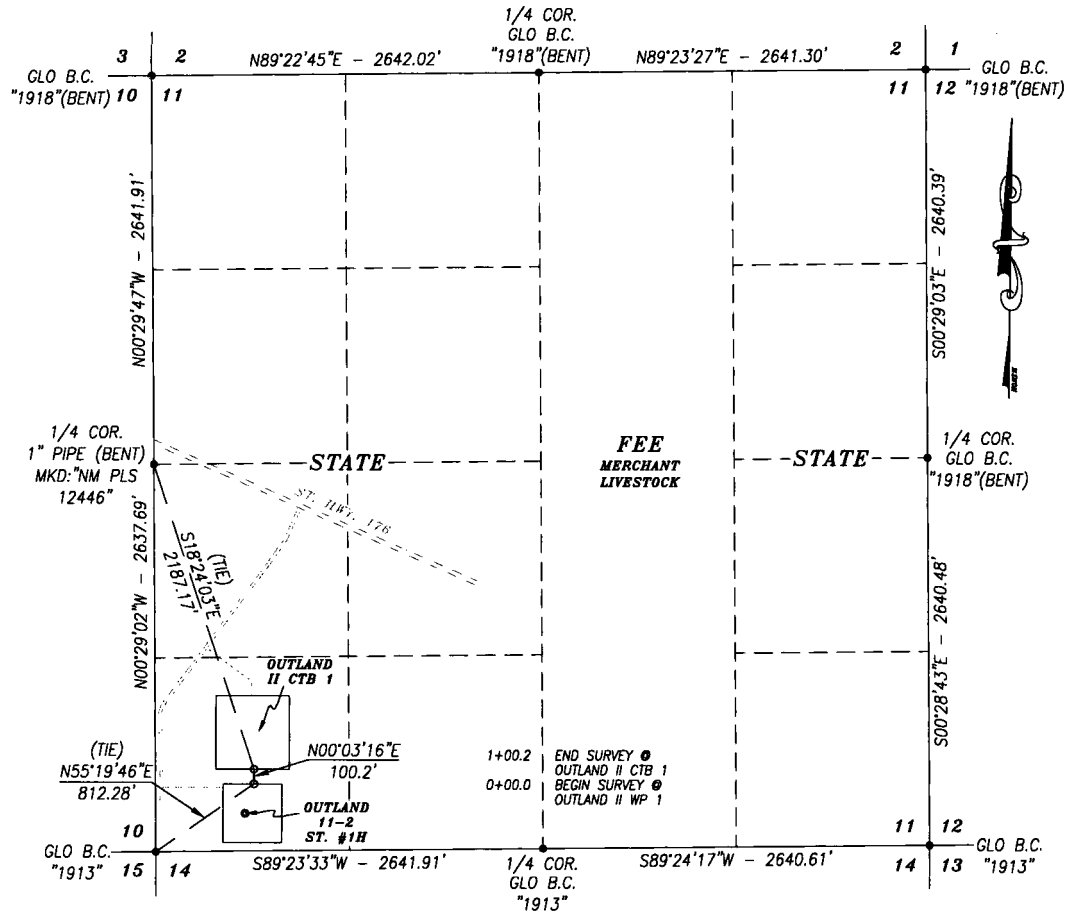 1/4 COR.
GLO B.C.
"1918"(BENT)
3 2
N89°22'45"E - 2642.02'
N89°23'27"E - 2641.30'
2 1
GLO B.C.
"1918"(BENT)
10 11
11 12
GLO B.C.
"1918"(BENT)
N00°29'47"W - 2641.91'
S00°29'03"E - 2640.39'
1/4 COR.
1" PIPE (BENT)
MKD:"NM PLS
12446"
STATE
FEE
MERCHANT
LIVESTOCK
STATE
1/4 COR.
GLO B.C.
"1918"(BENT)
ST. HWY. 176
(TIE)
S18°24'03"E
2187.17'
N00°29'02"W - 2637.69'
S00°28'43"E - 2640.48'
OUTLAND
II CTB 1
(TIE)
N55°19'46"E
812.28'
N00°03'16"E
100.2'
1+00.2 END SURVEY @
OUTLAND II CTB 1
0+00.0 BEGIN SURVEY @
OUTLAND II WP 1
OUTLAND
11-2
ST. #1H
10
11 12
GLO B.C.
"1913"
15 14
S89°23'33"W - 2641.91'
1/4 COR.
GLO B.C.
"1913"
S89°24'17"W - 2640.61'
14 13
GLO B.C.
"1913"